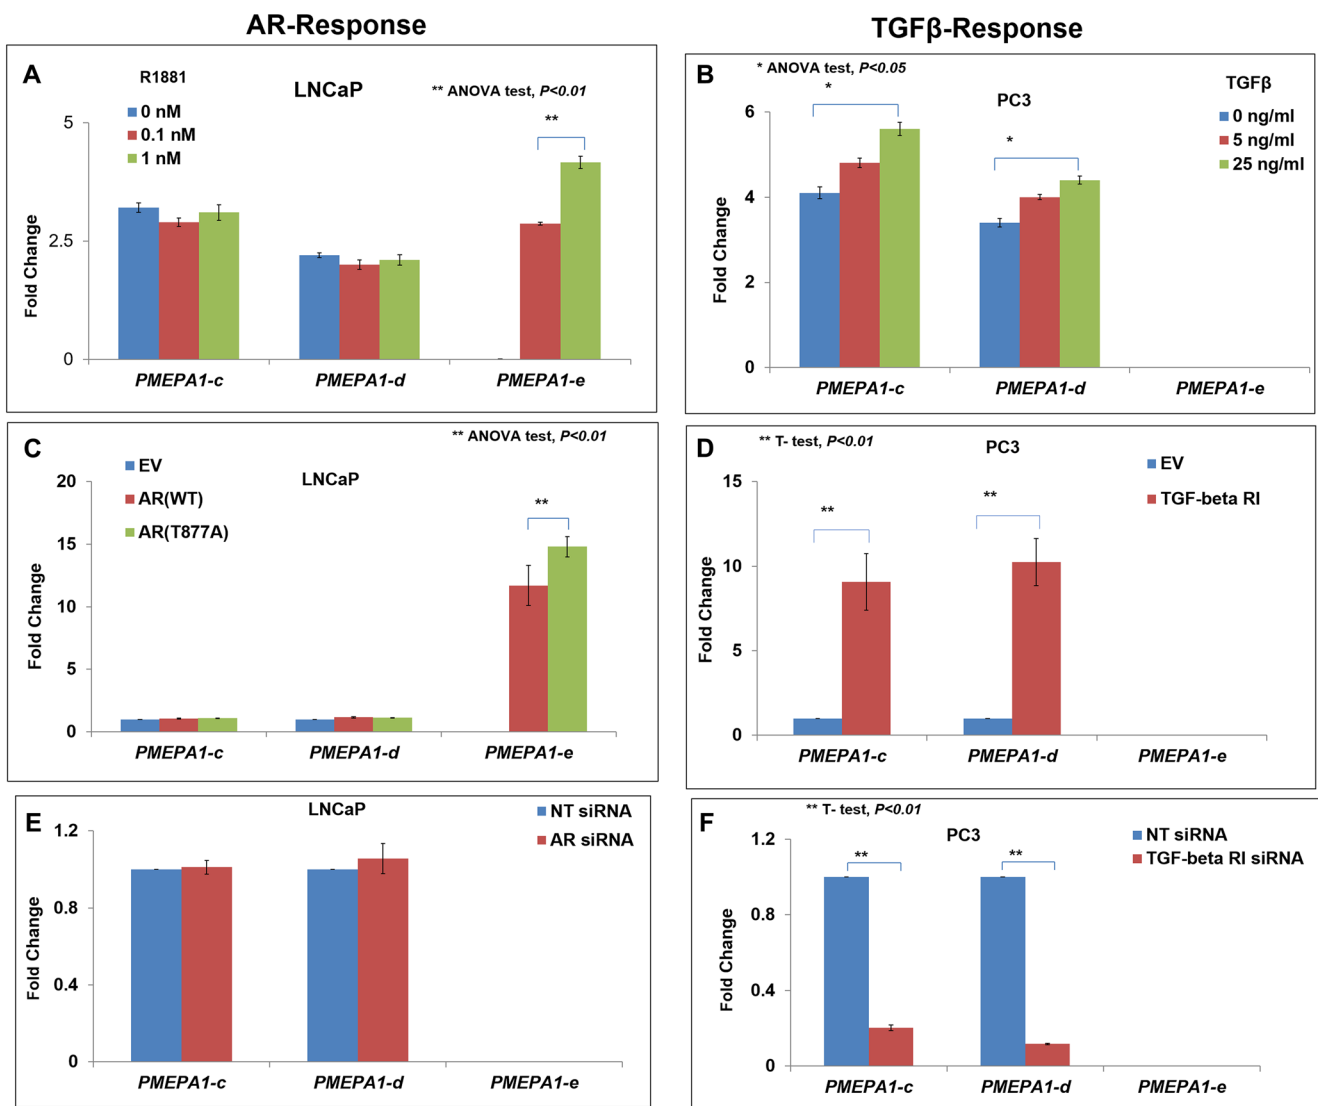 AR-Response
TGFβ-Response
A
R1881
0 nM
0.1 nM
1 nM
LNCaP
** ANOVA test, P<0.01
**
5
2.5
0
Fold Change
PMEPA1-c
PMEPA1-d
PMEPA1-e
B
* ANOVA test, P<0.05
PC3
TGFβ
0 ng/ml
5 ng/ml
25 ng/ml
*
*
6
4
2
0
Fold Change
PMEPA1-c
PMEPA1-d
PMEPA1-e
C
** ANOVA test, P<0.01
EV
AR(WT)
AR(T877A)
LNCaP
**
20
15
10
5
0
Fold Change
PMEPA1-c
PMEPA1-d
PMEPA1-e
D
** T- test, P<0.01
PC3
EV
TGF-beta RI
**
**
15
10
5
0
Fold Change
PMEPA1-c
PMEPA1-d
PMEPA1-e
E
LNCaP
NT siRNA
AR siRNA
1.2
0.8
0.4
0
Fold Change
PMEPA1-c
PMEPA1-d
PMEPA1-e
F
** T- test, P<0.01
PC3
NT siRNA
TGF-beta RI siRNA
**
**
1.2
0.8
0.4
0
Fold Change
PMEPA1-c
PMEPA1-d
PMEPA1-e